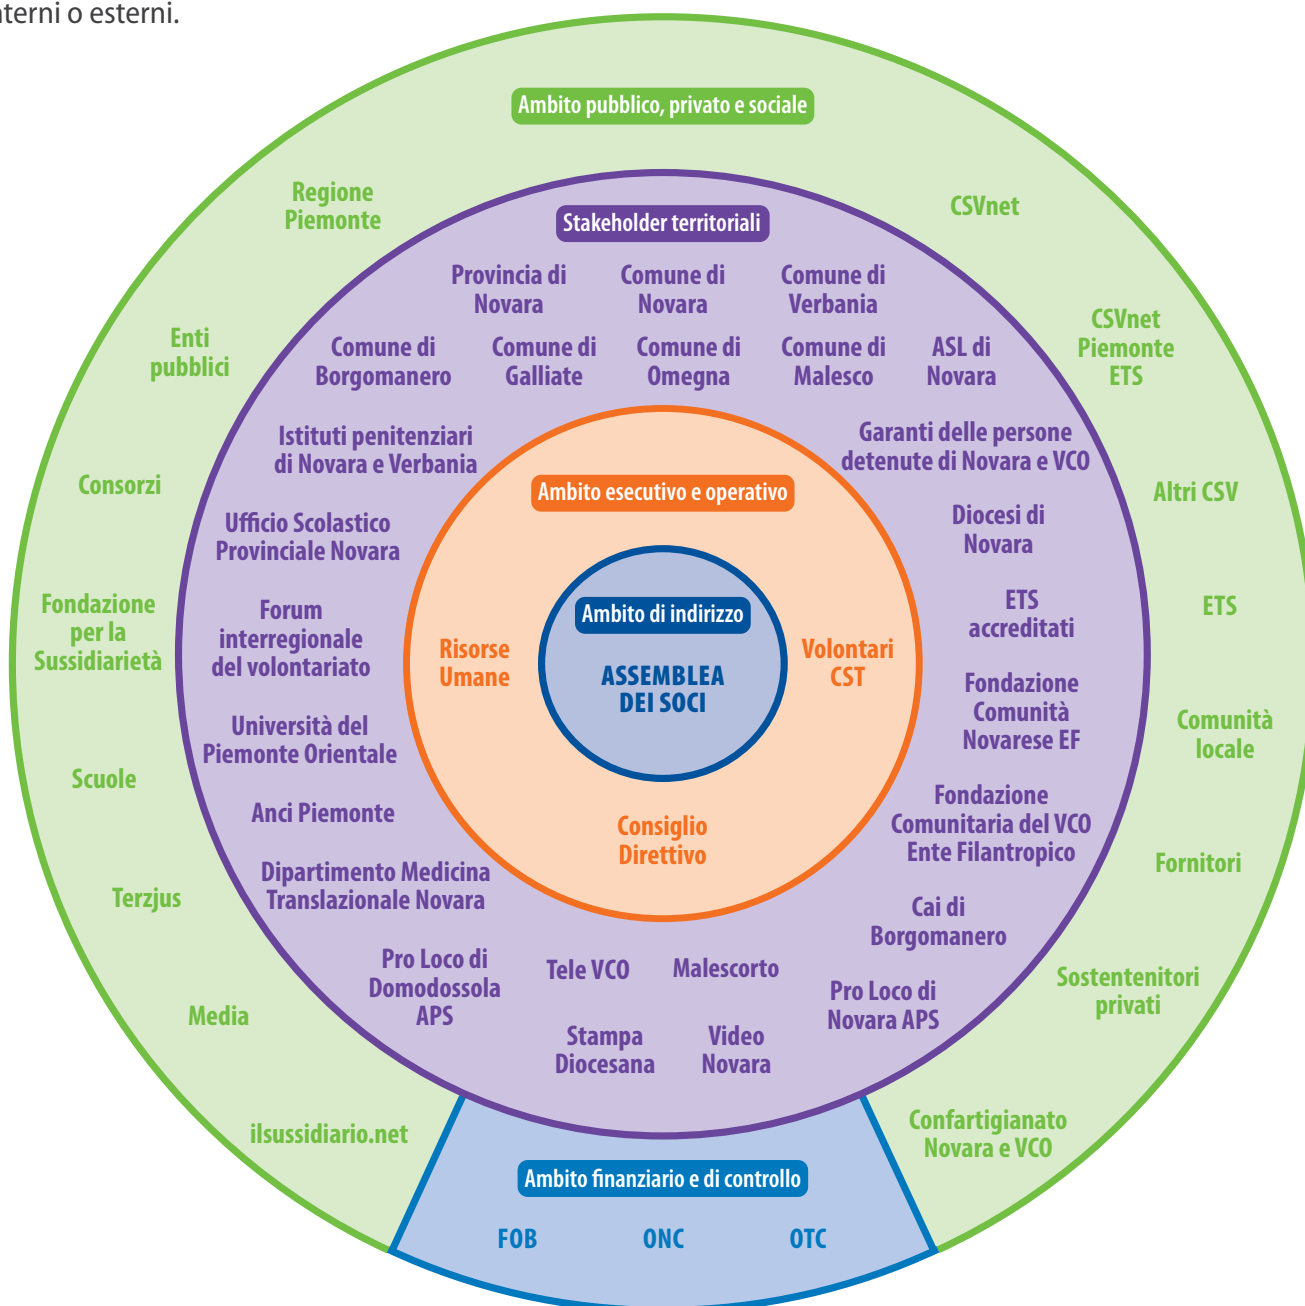 nterni o esterni.
Ambito pubblico, privato e sociale
Regione
Piemonte
CSVnet
Stakeholder territoriali
Provincia di
Novara
Comune di
Novara
Comune di
Verbania
Enti
pubblici
CSVnet
Piemonte
ETS
Comune di
Borgomanero
Comune di
Galliate
Comune di
Omegna
Comune di
Malesco
ASL di
Novara
Istituti penitenziari
di Novara e Verbania
Garanti delle persone
detenute di Novara e VCO
Consorzi
Ambito esecutivo e operativo
Altri CSV
Ufficio Scolastico
Provinciale Novara
Diocesi di
Novara
Fondazione
per la
Sussidiarietà
Forum
interregionale
del volontariato
Risorse
Umane
Ambito di indirizzo
ASSEMBLEA
DEI SOCI
Volontari
CST
ETS
accreditati
ETS
Fondazione
Comunità
Novarese EF
Comunità
locale
Università del
Piemonte Orientale
Scuole
Anci Piemonte
Consiglio
Direttivo
Fondazione
Comunitaria del VCO
Ente Filantropico
Fornitori
Terzjus
Dipartimento Medicina
Translazionale Novara
Cai di
Borgomanero
Pro Loco di
Domodossola
APS
Tele VCO
Malescorto
Pro Loco di
Novara APS
Sostentenitori
privati
Media
Stampa
Diocesana
Video
Novara
ilsussidiario.net
Confartigianato
Novara e VCO
Ambito finanziario e di controllo
FOB
ONC
OTC